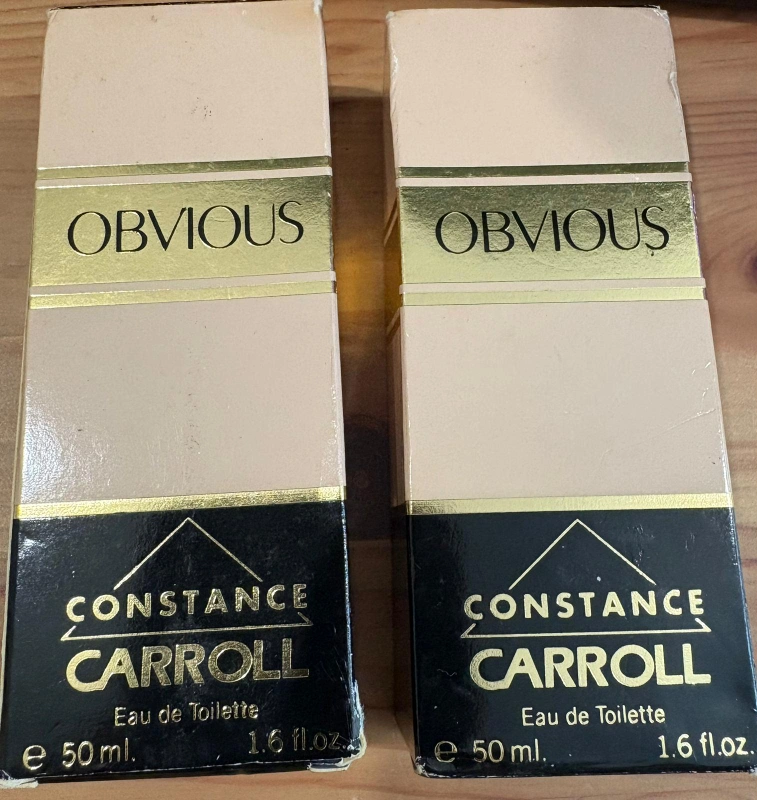 OBVIOUS
CONSTANCE
CARROLL
Eau de Toilette
e 50 ml. 1.6 fl.oz.
OBVIOUS
CONSTANCE
CARROLL
Eau de Toilette
e 50 ml. 1.6 fl.oz.